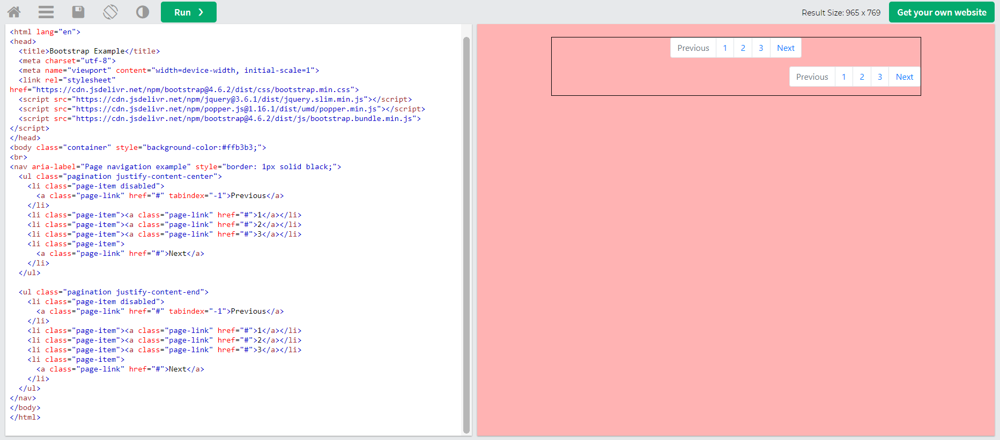 Run ❯
Result Size: 965 x 769
Get your own website
<html lang="en">
<head>
  <title>Bootstrap Example</title>
  <meta charset="utf-8">
  <meta name="viewport" content="width=device-width, initial-scale=1">
  <link rel="stylesheet"
href="https://cdn.jsdelivr.net/npm/bootstrap@4.6.2/dist/css/bootstrap.min.css">
  <script src="https://cdn.jsdelivr.net/npm/jquery@3.6.1/dist/jquery.slim.min.js"></script>
  <script src="https://cdn.jsdelivr.net/npm/popper.js@1.16.1/dist/umd/popper.min.js"></script>
  <script src="https://cdn.jsdelivr.net/npm/bootstrap@4.6.2/dist/js/bootstrap.bundle.min.js">
</script>
</head>
<body class="container" style="background-color:#ffb3b3;">
<br>
<nav aria-label="Page navigation example" style="border: 1px solid black;">
  <ul class="pagination justify-content-center">
    <li class="page-item disabled">
      <a class="page-link" href="#" tabindex="-1">Previous</a>
    </li>
    <li class="page-item"><a class="page-link" href="#">1</a></li>
    <li class="page-item"><a class="page-link" href="#">2</a></li>
    <li class="page-item"><a class="page-link" href="#">3</a></li>
    <li class="page-item">
      <a class="page-link" href="#">Next</a>
    </li>
  </ul>

  <ul class="pagination justify-content-end">
    <li class="page-item disabled">
      <a class="page-link" href="#" tabindex="-1">Previous</a>
    </li>
    <li class="page-item"><a class="page-link" href="#">1</a></li>
    <li class="page-item"><a class="page-link" href="#">2</a></li>
    <li class="page-item"><a class="page-link" href="#">3</a></li>
    <li class="page-item">
      <a class="page-link" href="#">Next</a>
    </li>
  </ul>
</nav>
</body>
</html>
Previous 1 2 3 Next
Previous 1 2 3 Next